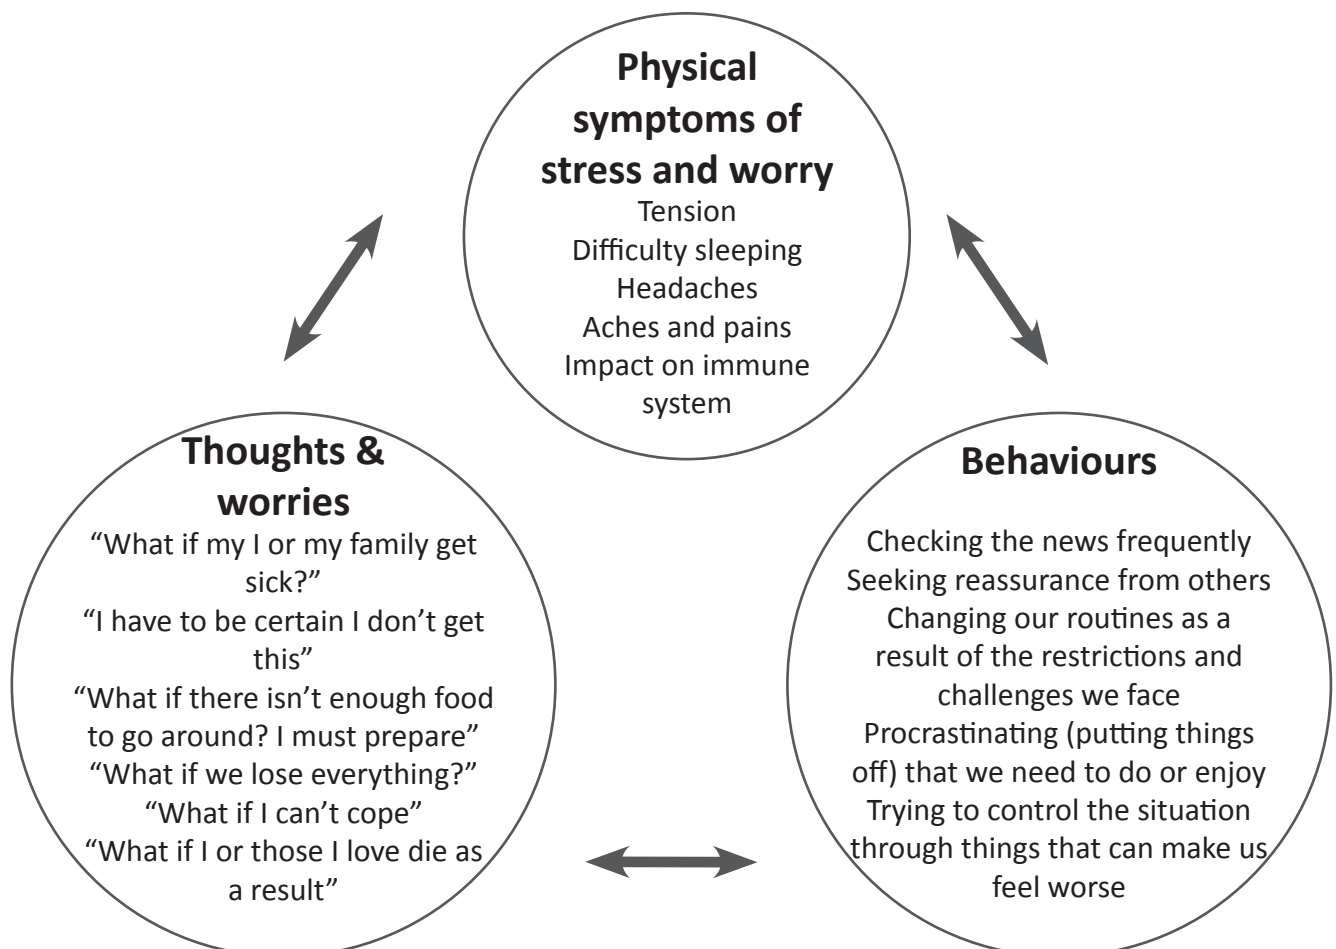 Physical
symptoms of
stress and worry
Tension
Difficulty sleeping
Headaches
Aches and pains
Impact on immune
system
Thoughts &
worries
“What if my I or my family get
sick?”
“I have to be certain I don’t get
this”
“What if there isn’t enough food
to go around? I must prepare”
“What if we lose everything?”
“What if I can’t cope”
“What if I or those I love die as
a result”
Behaviours
Checking the news frequently
Seeking reassurance from others
Changing our routines as a
result of the restrictions and
challenges we face
Procrastinating (putting things
off) that we need to do or enjoy
Trying to control the situation
through things that can make us
feel worse